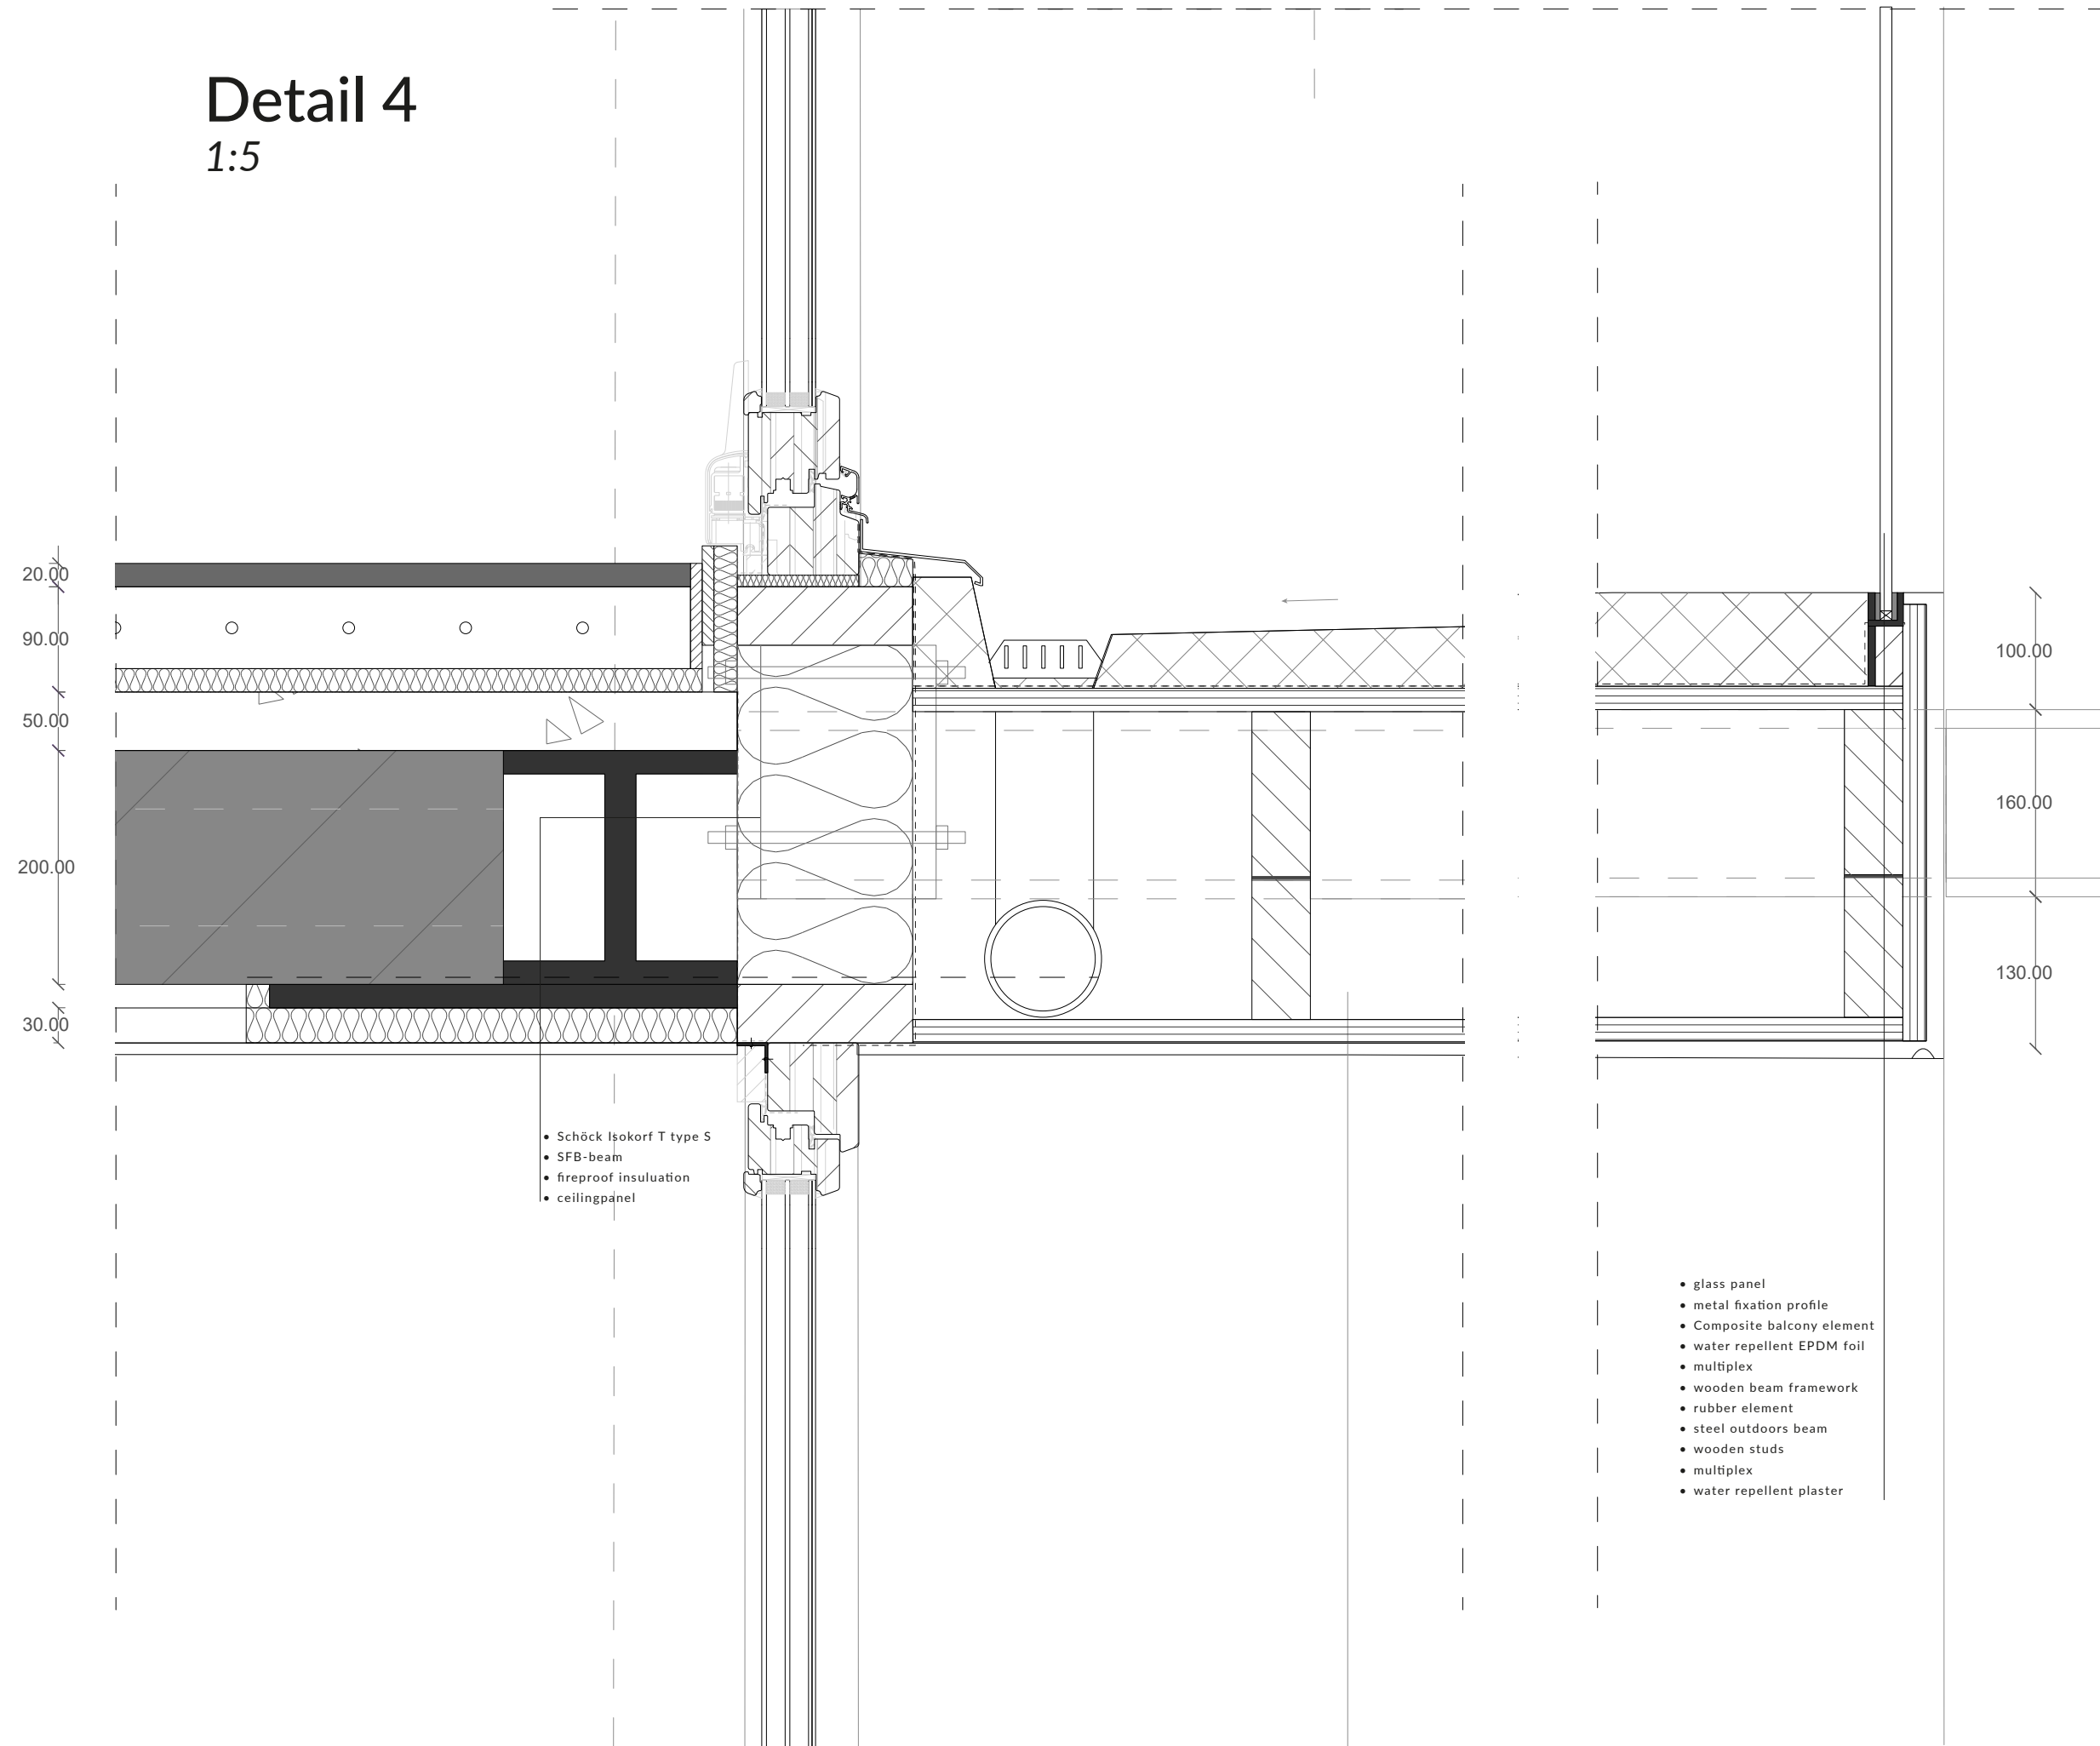 Detail 4
1:5
20.00
90.00
50.00
200.00
30.00
100.00
160.00
130.00
• Schöck Isokorf T type S
• SFB-beam
• fireproof insuluation
• ceilingpanel
• glass panel
• metal fixation profile
• Composite balcony element
• water repellent EPDM foil
• multiplex
• wooden beam framework
• rubber element
• steel outdoors beam
• wooden studs
• multiplex
• water repellent plaster